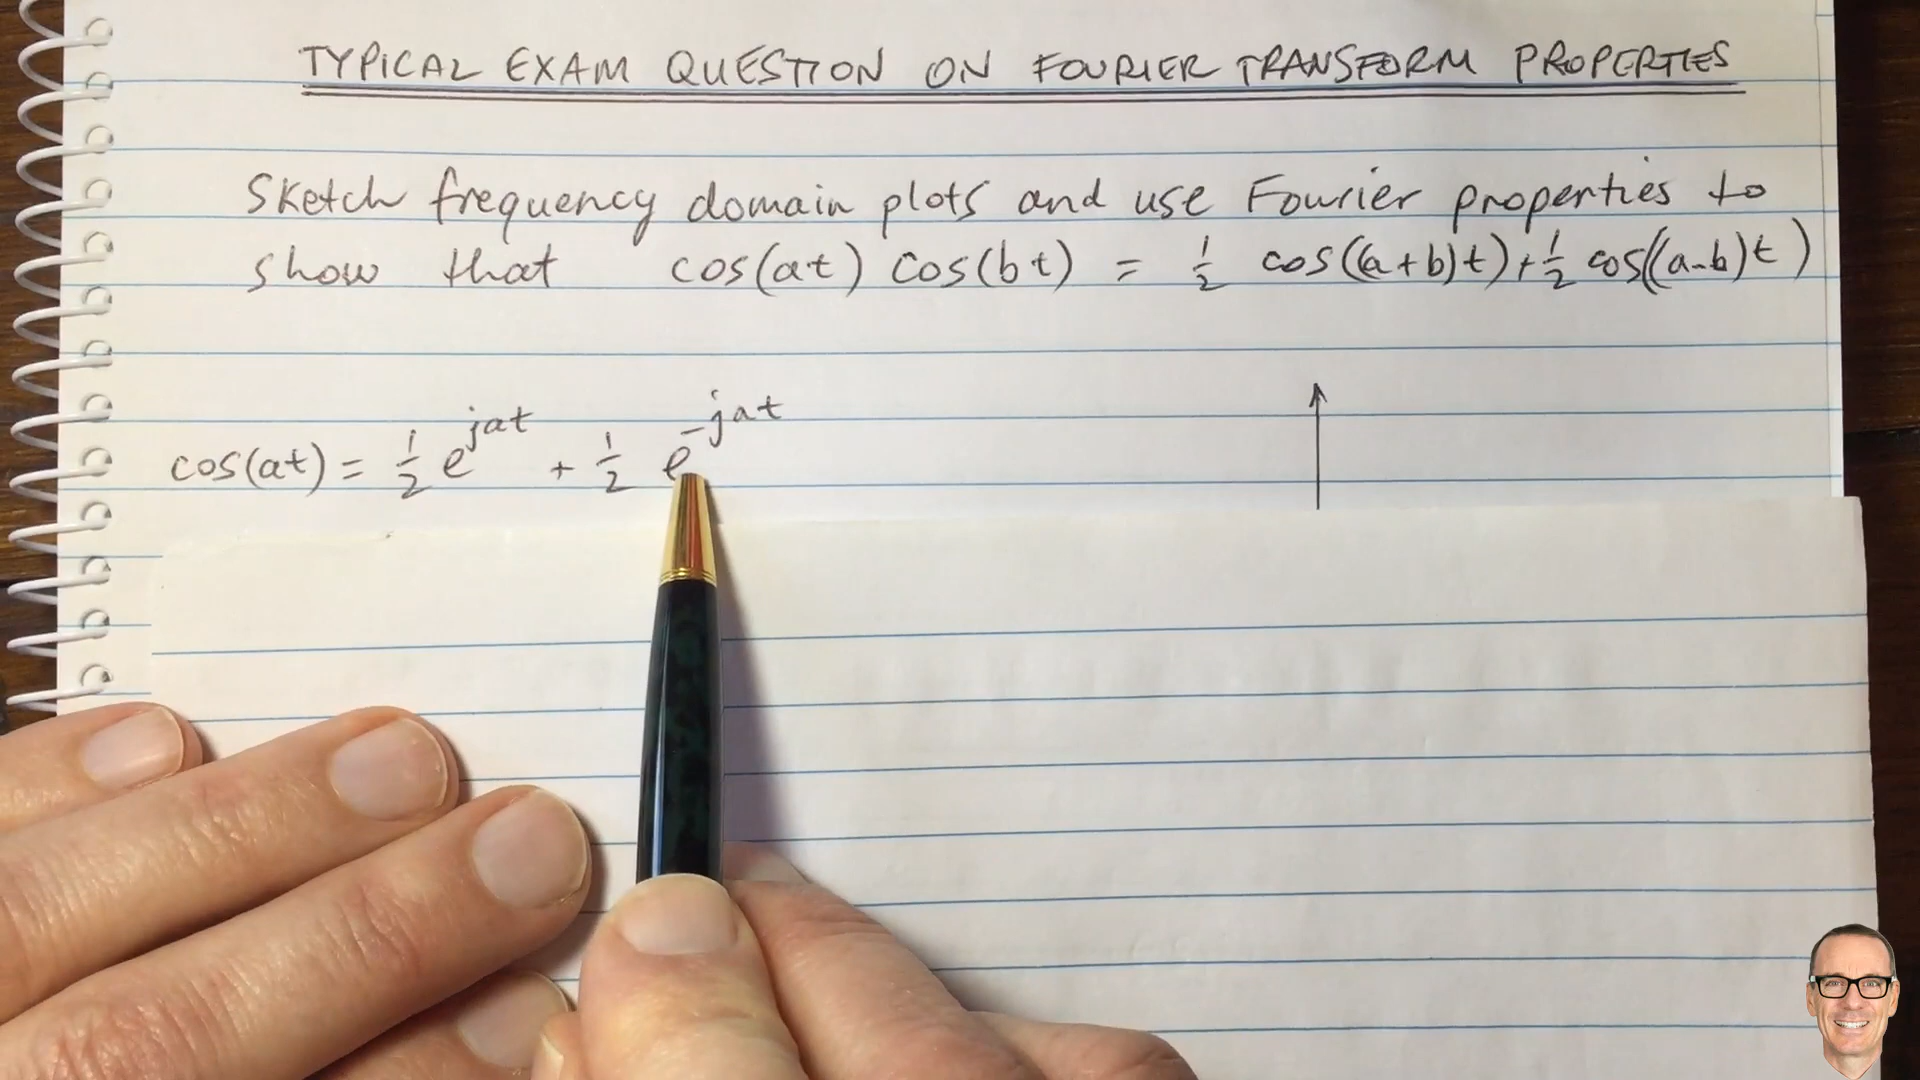 TYPICAL EXAM QUESTION ON FOURIER TRANSFORM PROPERTIES
Sketch frequency domain plots and use Fourier properties to
show that cos(at) cos(bt) = 1/2 cos((a+b)t) + 1/2 cos((a-b)t)
cos(at) = 1/2 e^jat + 1/2 e^-jat